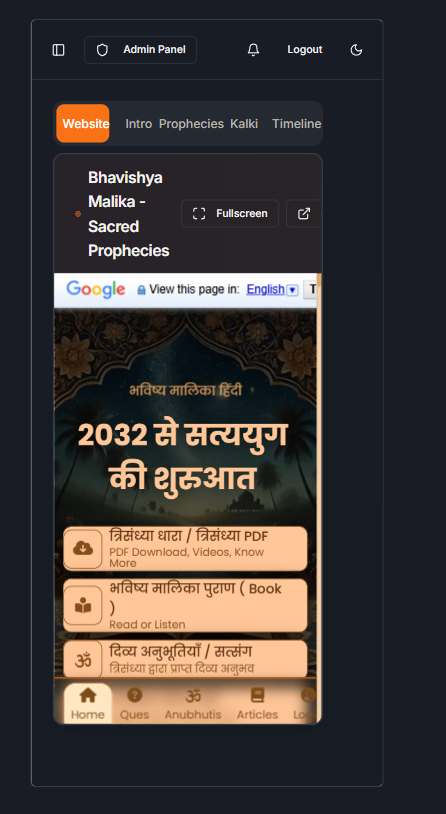 Admin Panel
Logout
Website Intro Prophecies Kalki Timeline
Bhavishya
Malika -
Sacred
Prophecies
Fullscreen
Google View this page in: English T
भविष्य मालिका हिंदी
2032 से सत्ययुग
की शुरुआत
त्रिसंध्या धारा / त्रिसंध्या PDF
PDF Download, Videos, Know
More
भविष्य मालिका पुराण ( Book
)
Read or Listen
दिव्य अनुभूतियाँ / सत्संग
त्रिसंध्या द्वारा प्राप्त दिव्य अनुभव
Home Ques Anubhutis Articles Lo